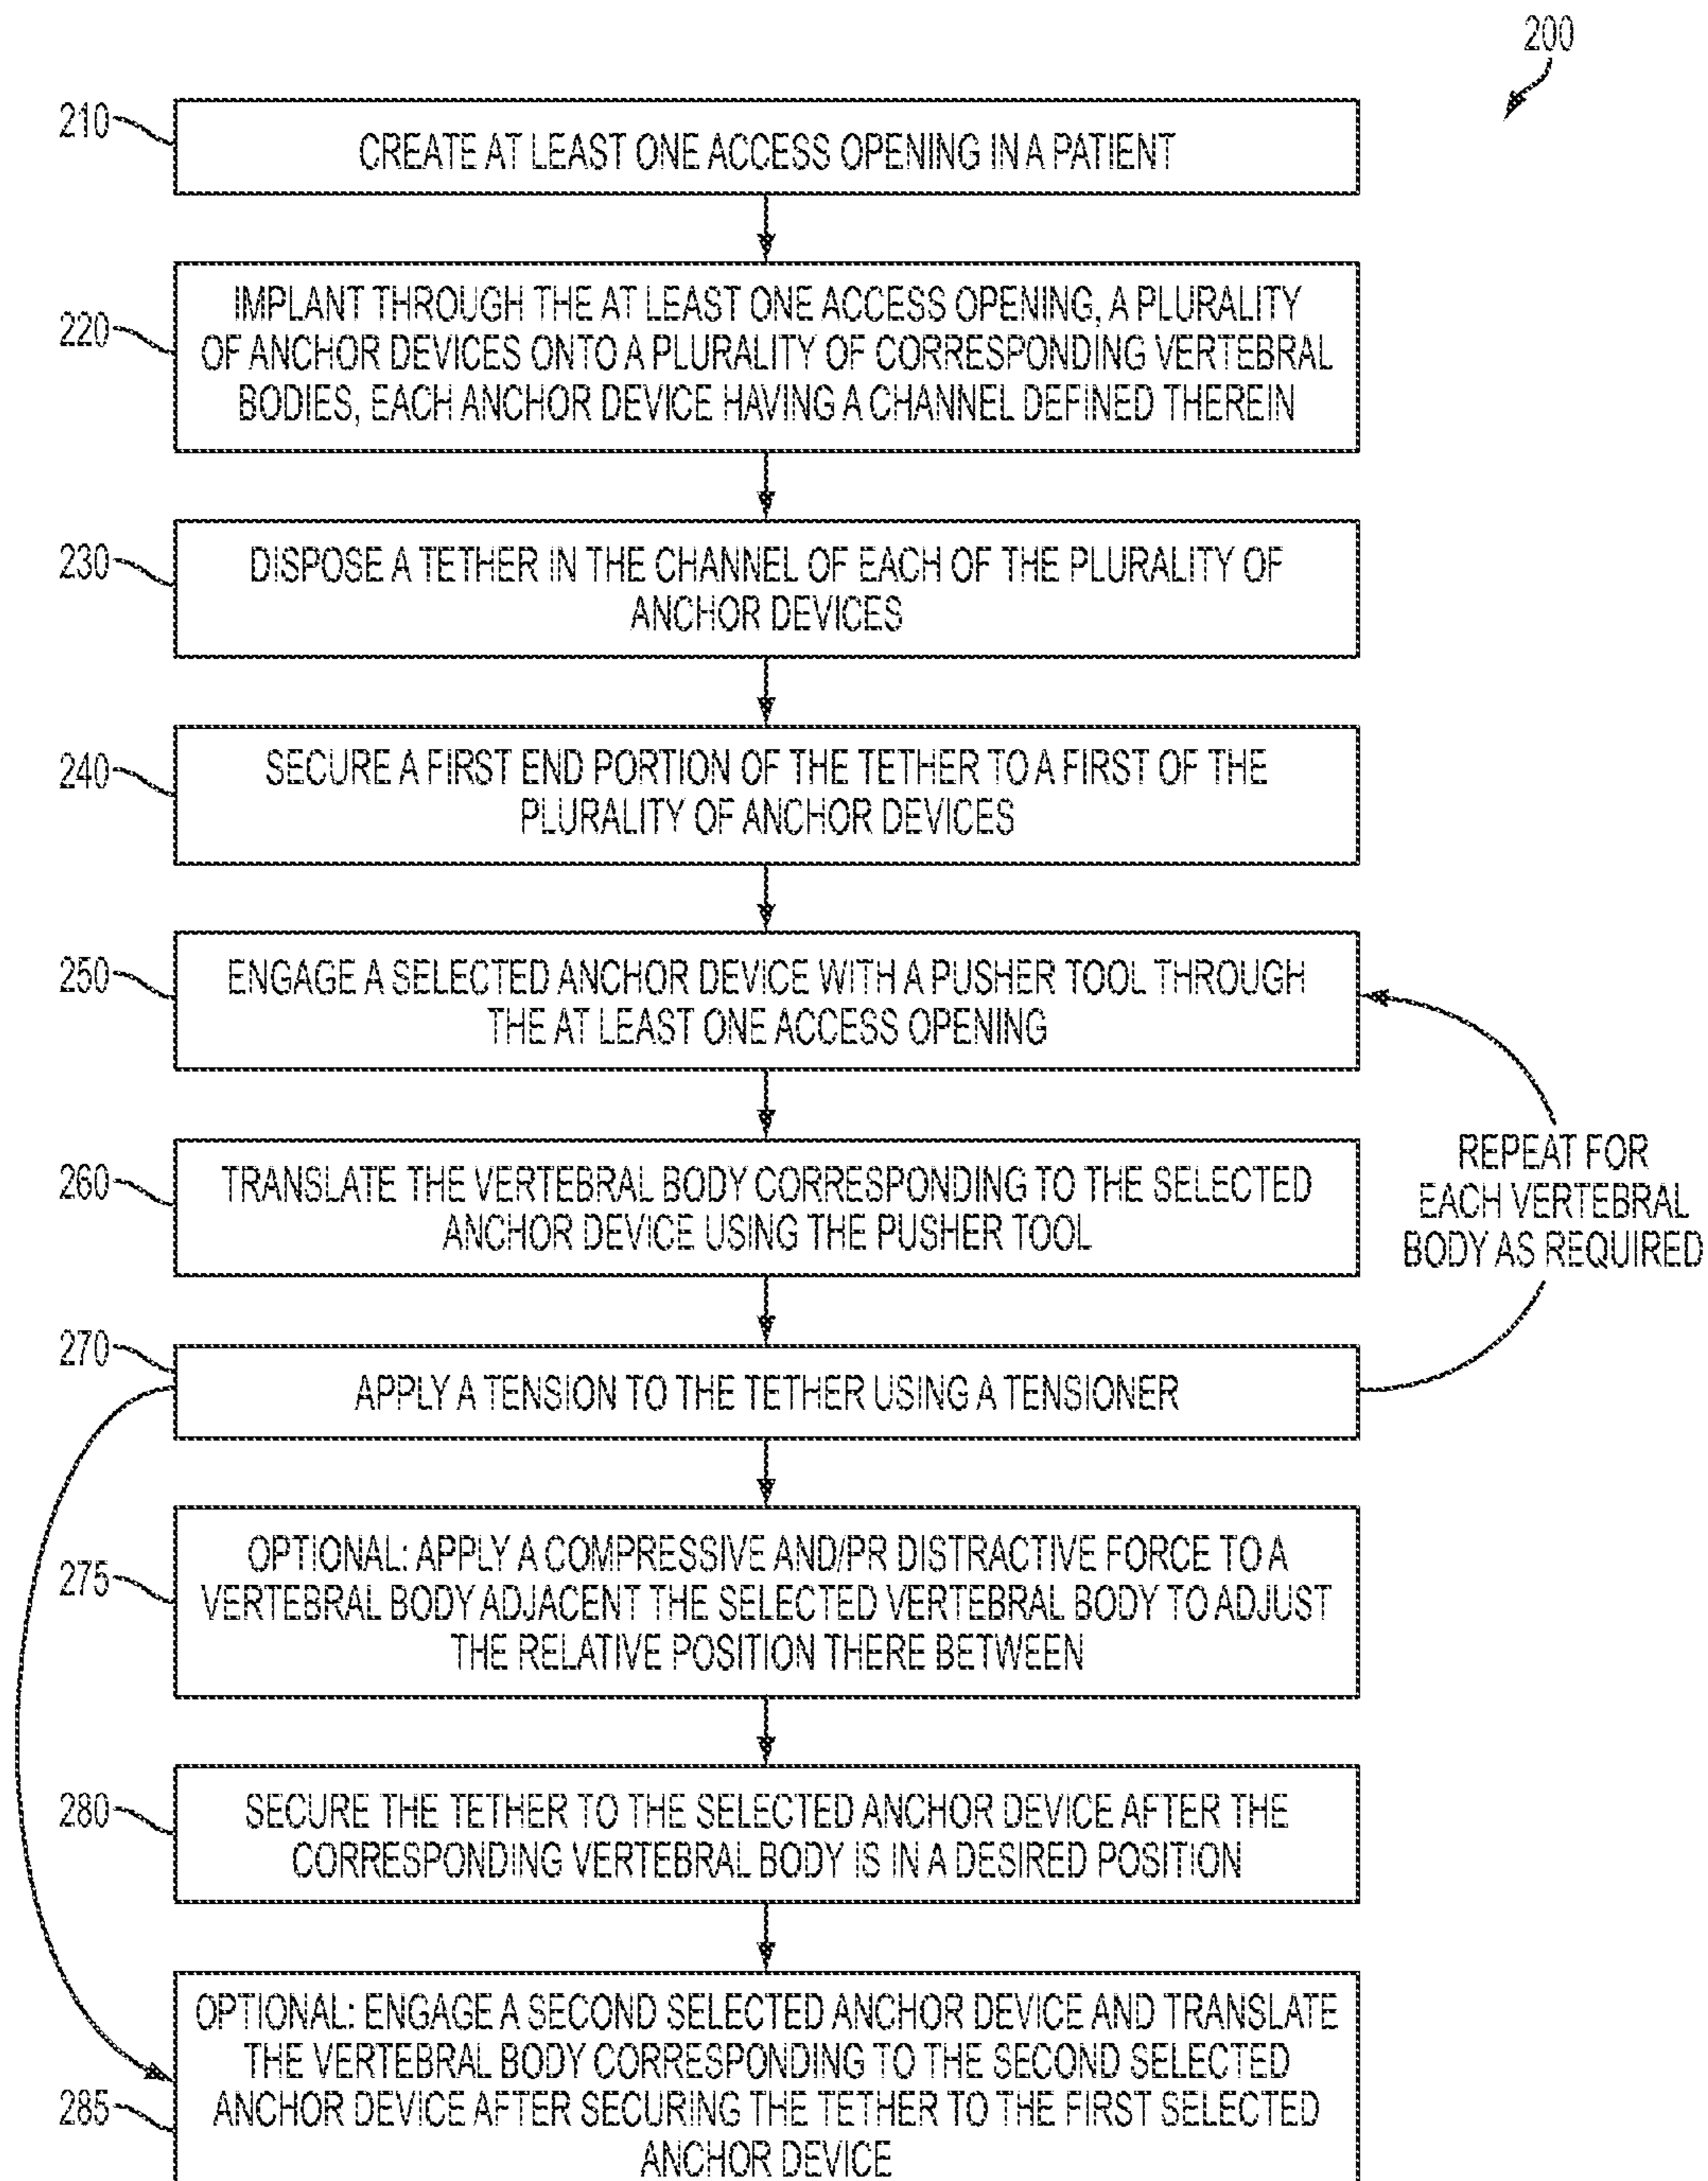 200
210
CREATE AT LEAST ONE ACCESS OPENING IN A PATIENT
220
IMPLANT THROUGH THE AT LEAST ONE ACCESS OPENING, A PLURALITY
OF ANCHOR DEVICES ONTO A PLURALITY OF CORRESPONDING VERTEBRAL
BODIES, EACH ANCHOR DEVICE HAVING A CHANNEL DEFINED THEREIN
230
DISPOSE A TETHER IN THE CHANNEL OF EACH OF THE PLURALITY OF
ANCHOR DEVICES
240
SECURE A FIRST END PORTION OF THE TETHER TO A FIRST OF THE
PLURALITY OF ANCHOR DEVICES
250
ENGAGE A SELECTED ANCHOR DEVICE WITH A PUSHER TOOL THROUGH
THE AT LEAST ONE ACCESS OPENING
260
TRANSLATE THE VERTEBRAL BODY CORRESPONDING TO THE SELECTED
ANCHOR DEVICE USING THE PUSHER TOOL
REPEAT FOR
EACH VERTEBRAL
BODY AS REQUIRED
270
APPLY A TENSION TO THE TETHER USING A TENSIONER
275
OPTIONAL: APPLY A COMPRESSIVE AND/PR DISTRACTIVE FORCE TO A
VERTEBRAL BODY ADJACENT THE SELECTED VERTEBRAL BODY TO ADJUST
THE RELATIVE POSITION THERE BETWEEN
280
SECURE THE TETHER TO THE SELECTED ANCHOR DEVICE AFTER THE
CORRESPONDING VERTEBRAL BODY IS IN A DESIRED POSITION
285
OPTIONAL: ENGAGE A SECOND SELECTED ANCHOR DEVICE AND TRANSLATE
THE VERTEBRAL BODY CORRESPONDING TO THE SECOND SELECTED
ANCHOR DEVICE AFTER SECURING THE TETHER TO THE FIRST SELECTED
ANCHOR DEVICE